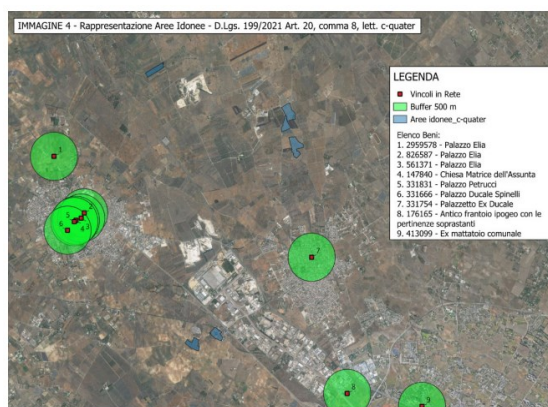 IMMAGINE 4 - Rappresentazione Aree Idonee - D.Lgs. 199/2021 Art. 20, comma 8, lett. c-quater
LEGENDA
Vincoli in Rete
Buffer 500 m
Aree idonee_c-quater
Elenco Beni:
1. 2959578 - Palazzo Elia
2. 826587 - Palazzo Elia
3. 561371 - Palazzo Elia
4. 147840 - Chiesa Matrice dell'Assunta
5. 331831 - Palazzo Petrucci
6. 331666 - Palazzo Ducale Spinelli
7. 331754 - Palazzetto Ex Ducale
8. 176165 - Antico frantoio ipogeo con le
pertinenze soprastanti
9. 413099 - Ex mattatoio comunale
1
2
5
3
6
4
7
8
9